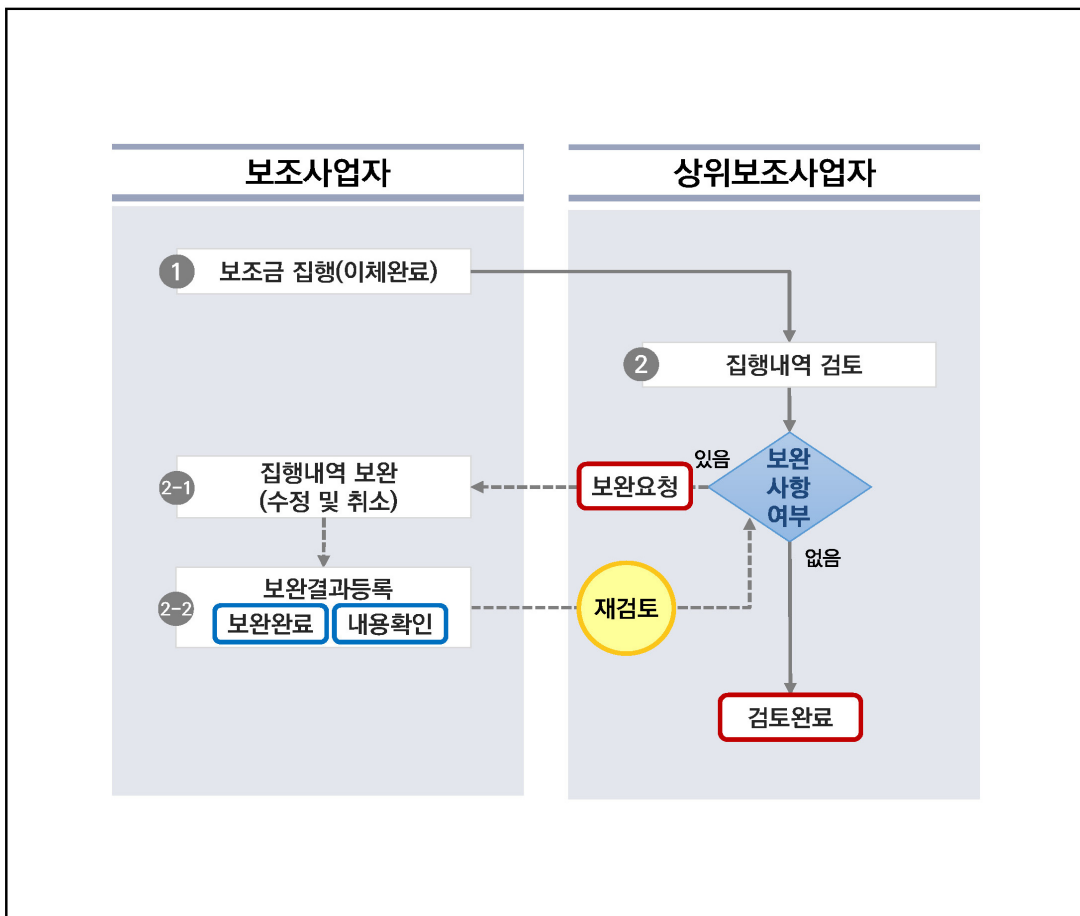 보조사업자
상위보조사업자
1 보조금 집행(이체완료)
2 집행내역 검토
보완
사항
여부
있음
보완요청
2-1 집행내역 보완
(수정 및 취소)
2-2 보완결과등록
보완완료 내용확인
재검토
없음
검토완료